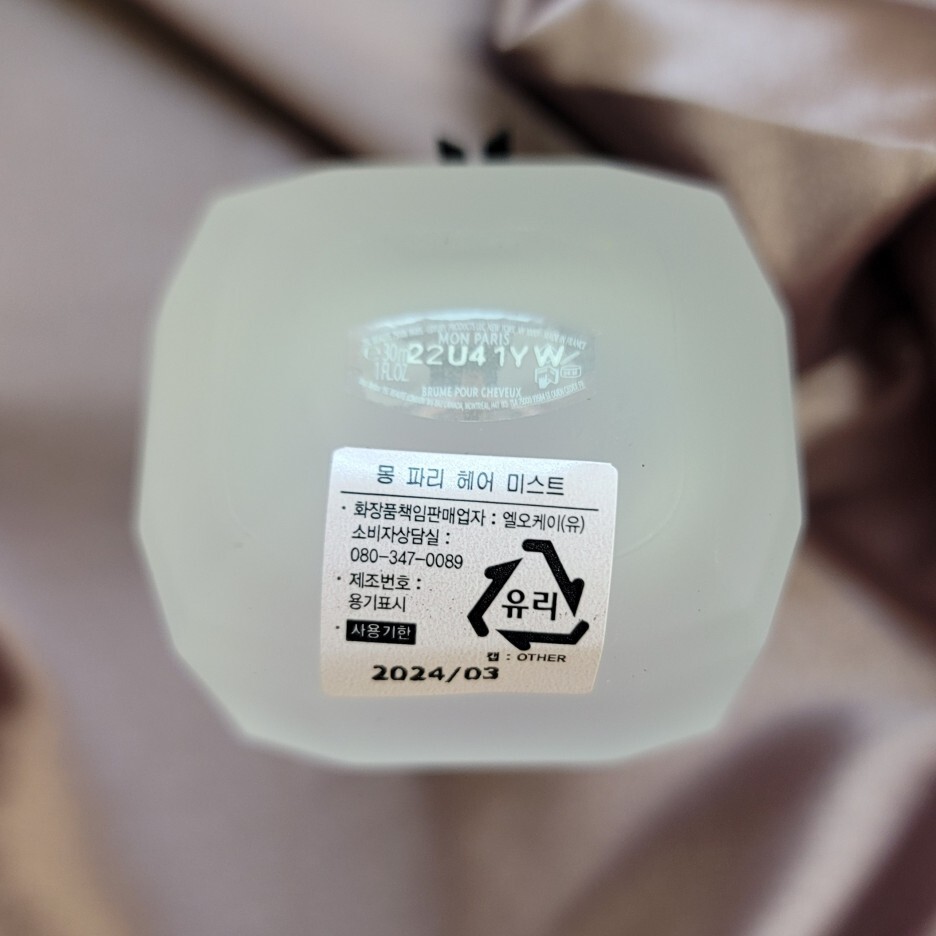 MON PARIS
30m
22U41YW
1 FL.OZ
BRUME POUR CHEVEUX
몽 파리 헤어 미스트
· 화장품책임판매업자 : 엘오케이(유)
소비자상담실 :
080-347-0089
· 제조번호 :
용기표시
· 사용기한
유리
캡 : OTHER
2024/03